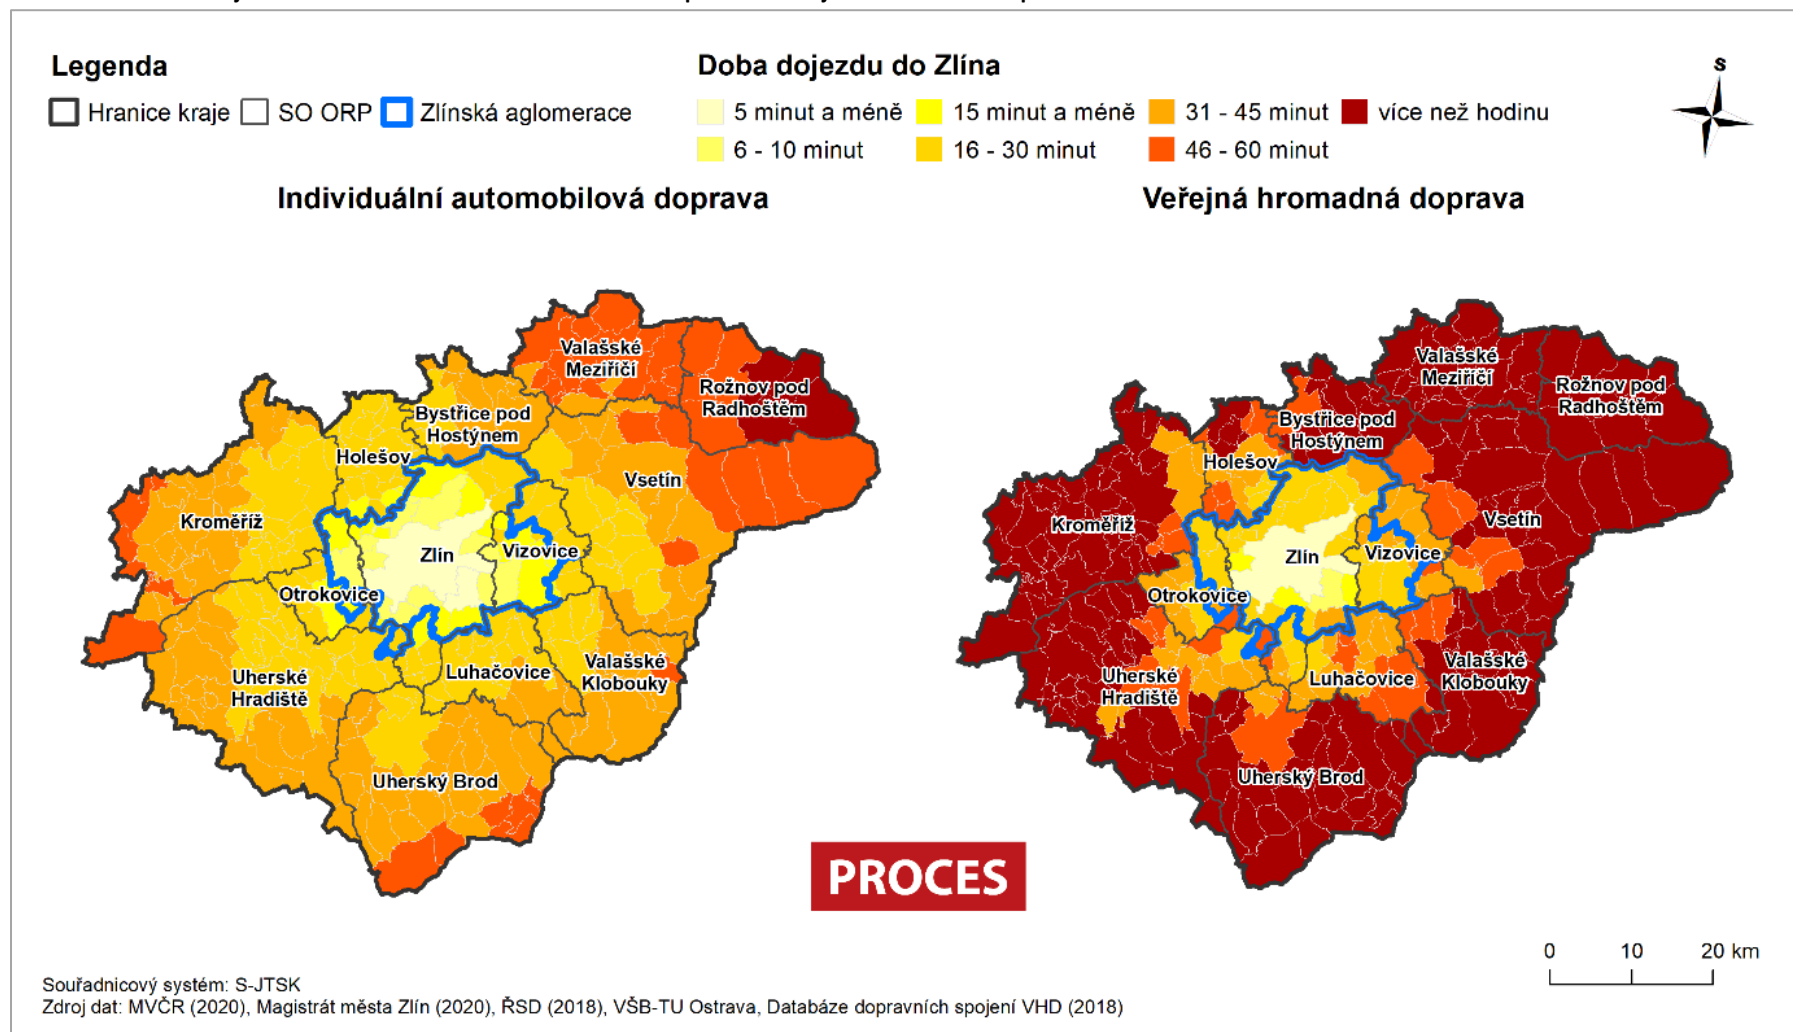 Legenda
Hranice kraje
SO ORP
Zlínská aglomerace
Doba dojezdu do Zlína
5 minut a méně
15 minut a méně
31 - 45 minut
více než hodinu
6 - 10 minut
16 - 30 minut
46 - 60 minut
S
Individuální automobilová doprava
Veřejná hromadná doprava
Valašské
Meziříčí
Rožnov pod
Radhoštěm
Bystřice pod
Hostýnem
Holešov
Vsetín
Kroměříž
Zlín
Vizovice
Otrokovice
Uherské
Hradiště
Luhačovice
Valašské
Klobouky
Uherský Brod
Valašské
Meziříčí
Rožnov pod
Radhoštěm
Bystřice pod
Hostýnem
Holešov
Vsetín
Kroměříž
Zlín
Vizovice
Otrokovice
Uherské
Hradiště
Luhačovice
Valašské
Klobouky
Uherský Brod
PROCES
0 10 20 km
Souřadnicový systém: S-JTSK
Zdroj dat: MVČR (2020), Magistrát města Zlín (2020), ŘSD (2018), VŠB-TU Ostrava, Databáze dopravních spojení VHD (2018)